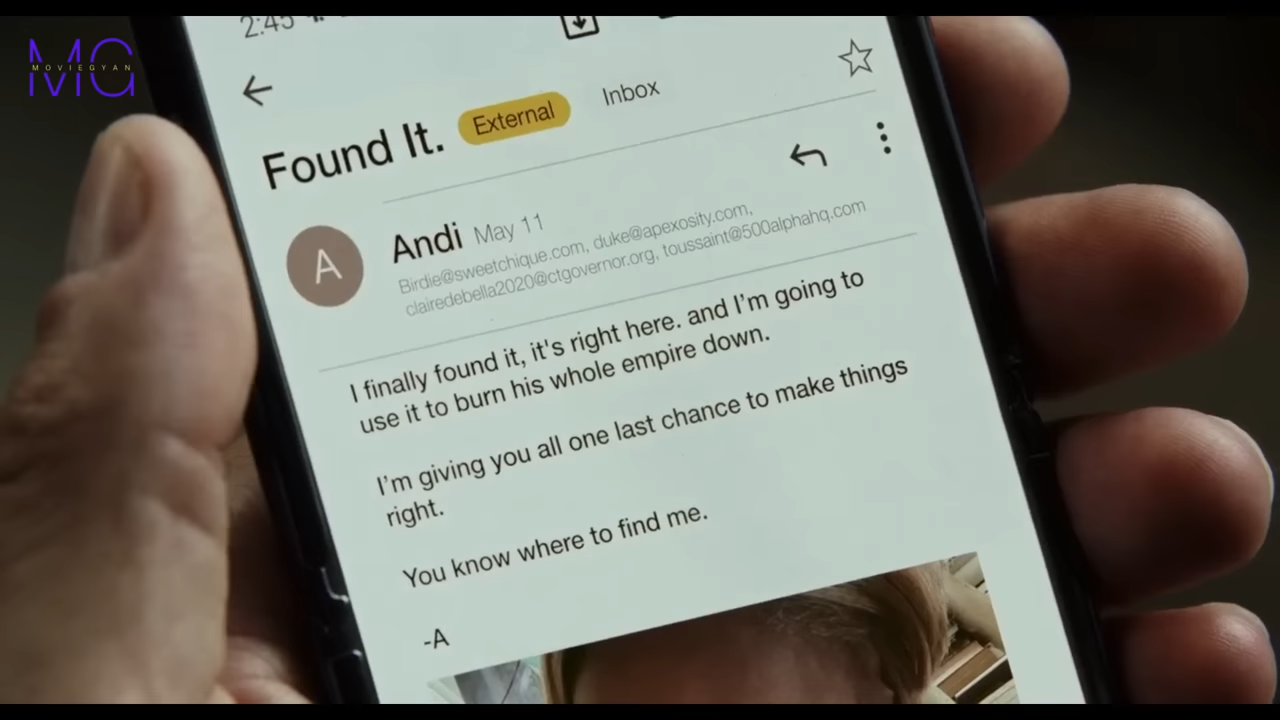 MG
MOVIEGYAN
2:45
Found It. External Inbox
A
Andi May 11
Birdie@sweetchique.com, duke@apexosity.com,
clairedebella2020@ctgovernor.org, toussaint@500alphahq.com
I finally found it, it's right here. and I'm going to
use it to burn his whole empire down.
I'm giving you all one last chance to make things
right.
You know where to find me.
-A